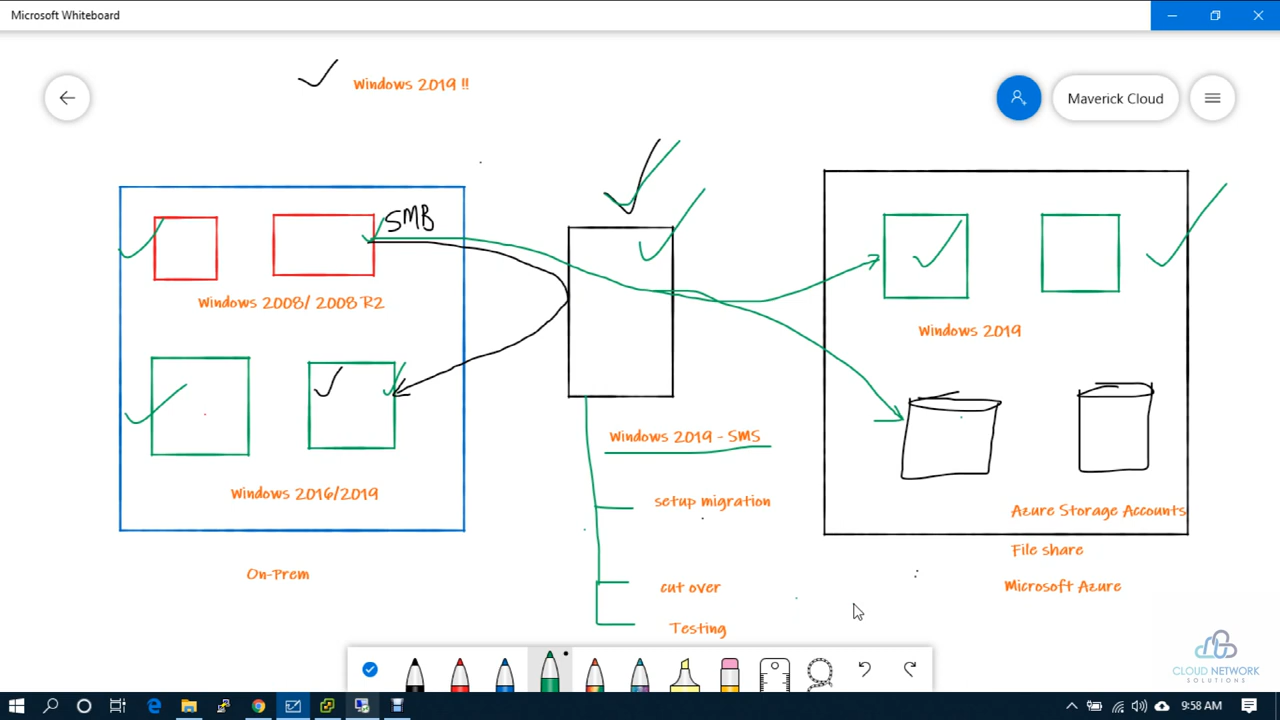 Microsoft Whiteboard
Windows 2019 !!
Maverick Cloud
SMB
Windows 2008/ 2008 R2
Windows 2019
Windows 2019 - SMS
Windows 2016/2019
setup migration
Azure Storage Accounts
File share
On-Prem
cut over
Microsoft Azure
Testing
CLOUD NETWORK
SOLUTIONS
9:58 AM